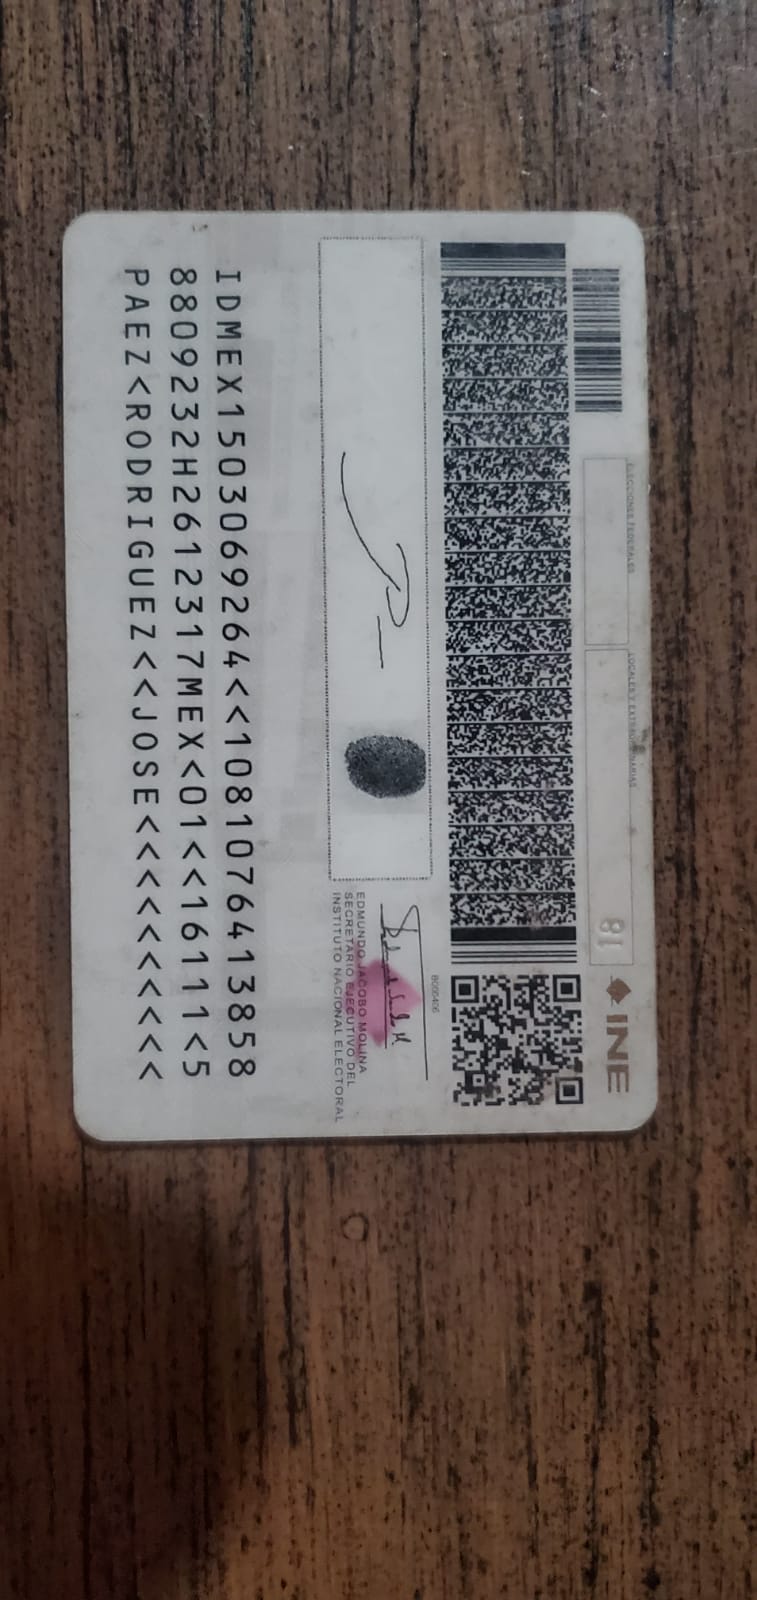 ELECCIONES FEDERALES
LOCALES Y EXTRAORDINARIAS
18
INE
EDMUNDO JACOBO MOLINA
SECRETARIO EJECUTIVO DEL
INSTITUTO NACIONAL ELECTORAL
IDMEX1503069264<<1081076413858
8809232H2612317MEX<01<<16111<5
PAEZ<RODRIGUEZ<<JOSE<<<<<<<<<<